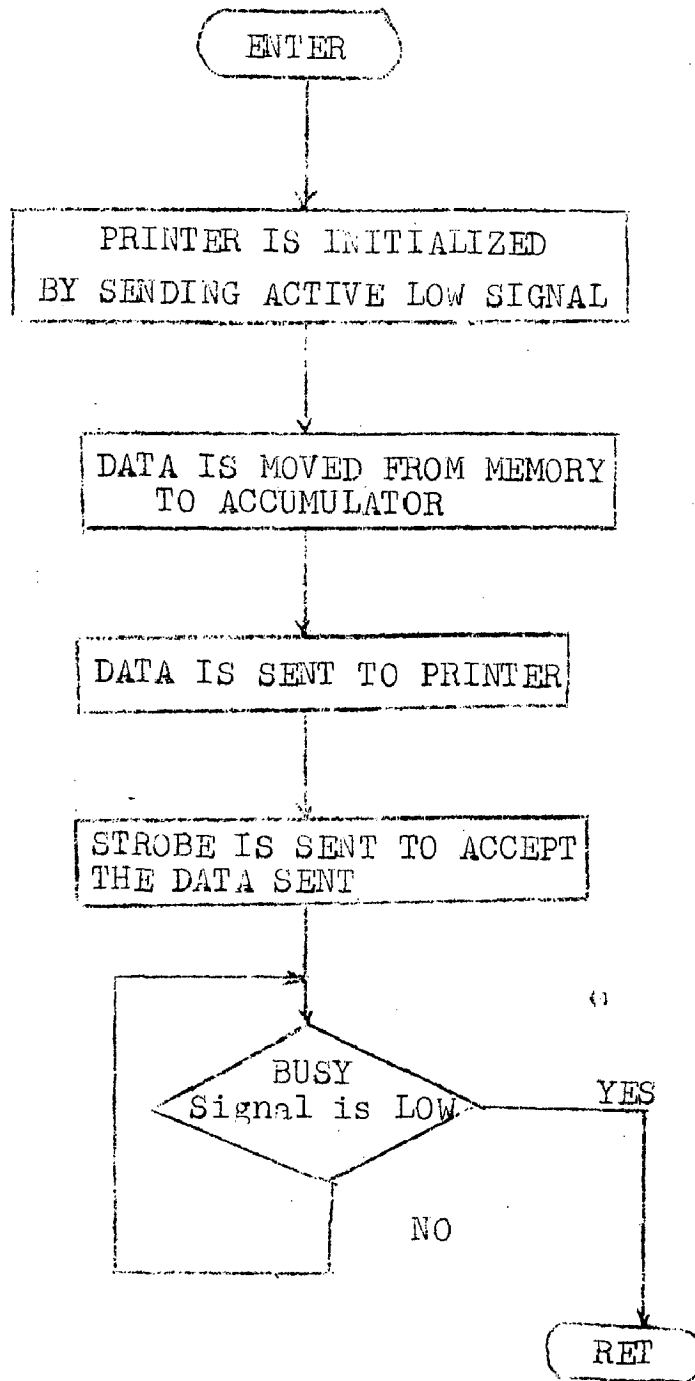 ENTER
PRINTER IS INITIALIZED
BY SENDING ACTIVE LOW SIGNAL
DATA IS MOVED FROM MEMORY
TO ACCUMULATOR
DATA IS SENT TO PRINTER
STROBE IS SENT TO ACCEPT
THE DATA SENT
BUSY
Signal is LOW
YES
NO
RET